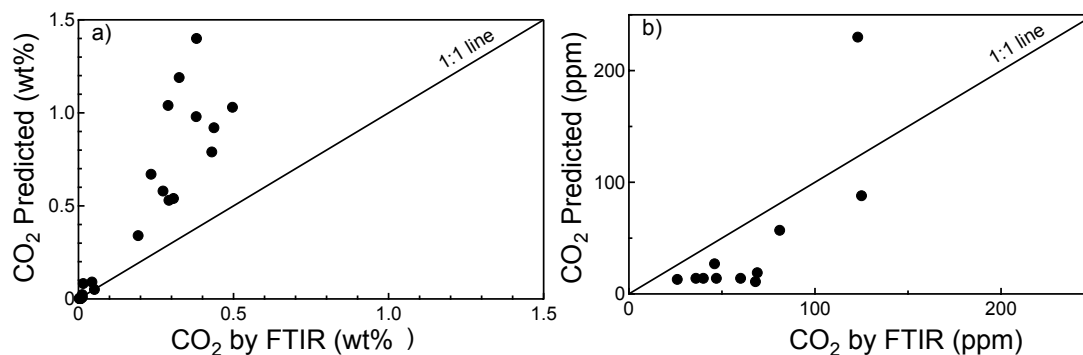 a)
1:1 line
CO₂ Predicted (wt%)
1.5
1.0
0.5
0
0
0.5
1.0
1.5
CO₂ by FTIR (wt% )
b)
1:1 line
CO₂ Predicted (ppm)
200
100
0
0
100
200
CO₂ by FTIR (ppm)